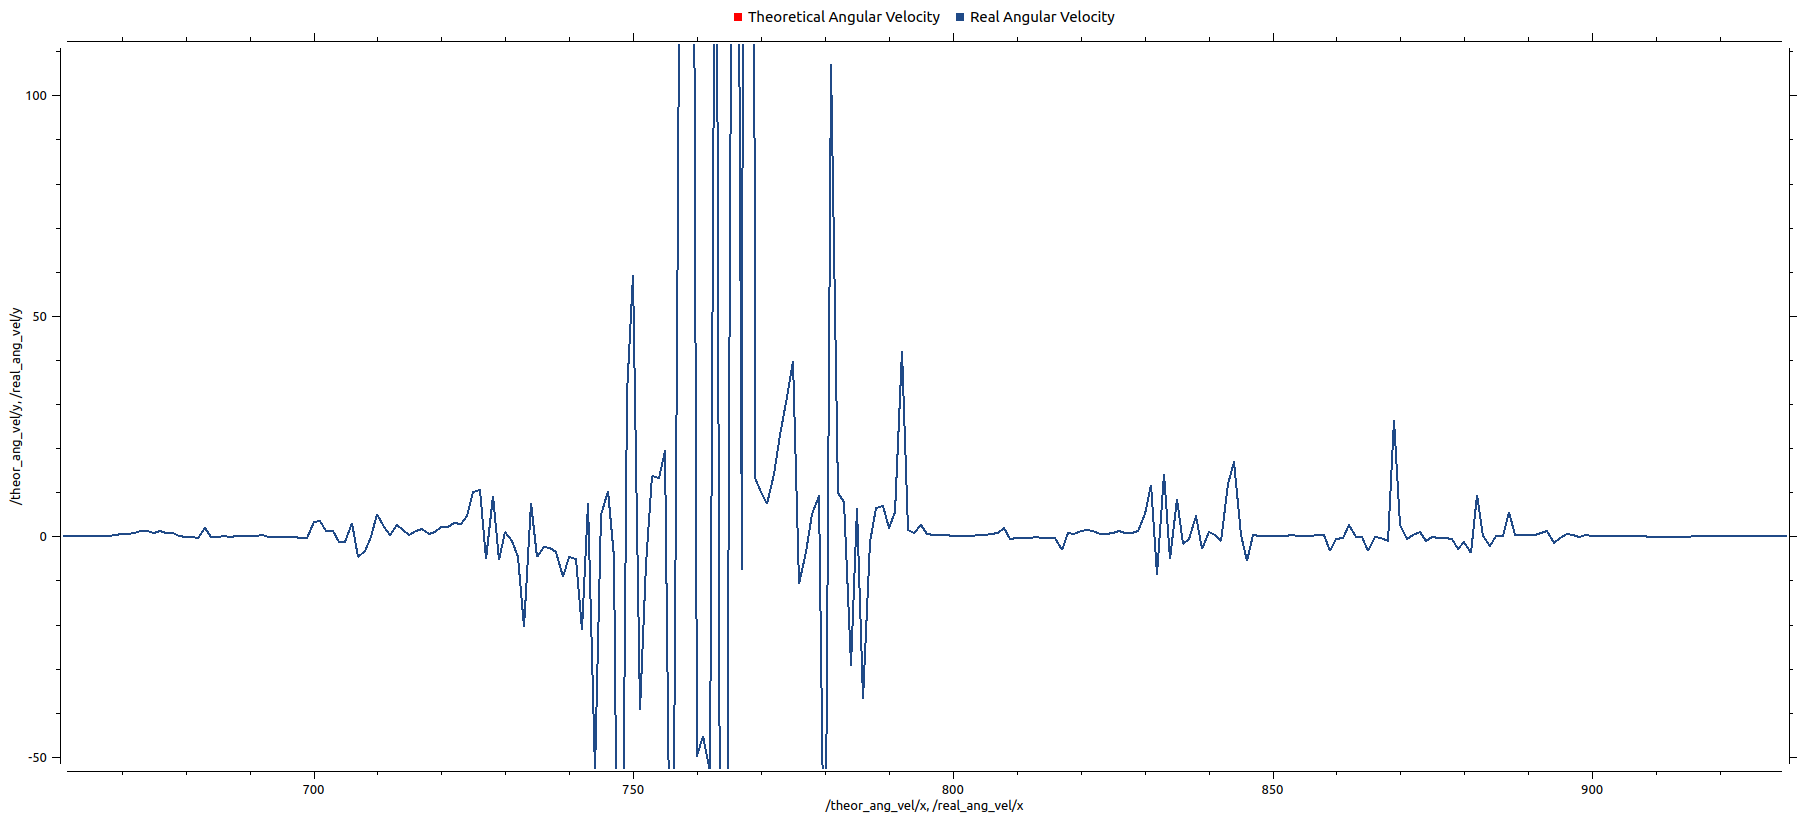 Theoretical Angular Velocity Real Angular Velocity
/theor_ang_vel/y, /real_ang_vel/y
100
50
0
-50
700 750 800 850 900
/theor_ang_vel/x, /real_ang_vel/x